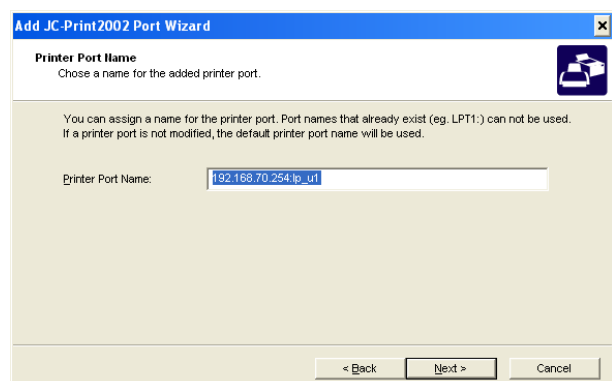 Add JC-Print2002 Port Wizard
Printer Port Name
Chose a name for the added printer port.
You can assign a name for the printer port. Port names that already exist (eg. LPT1:) can not be used.
If a printer port is not modified, the default printer port name will be used.
Printer Port Name: 192.168.70.254:lp_u1
< Back Next > Cancel